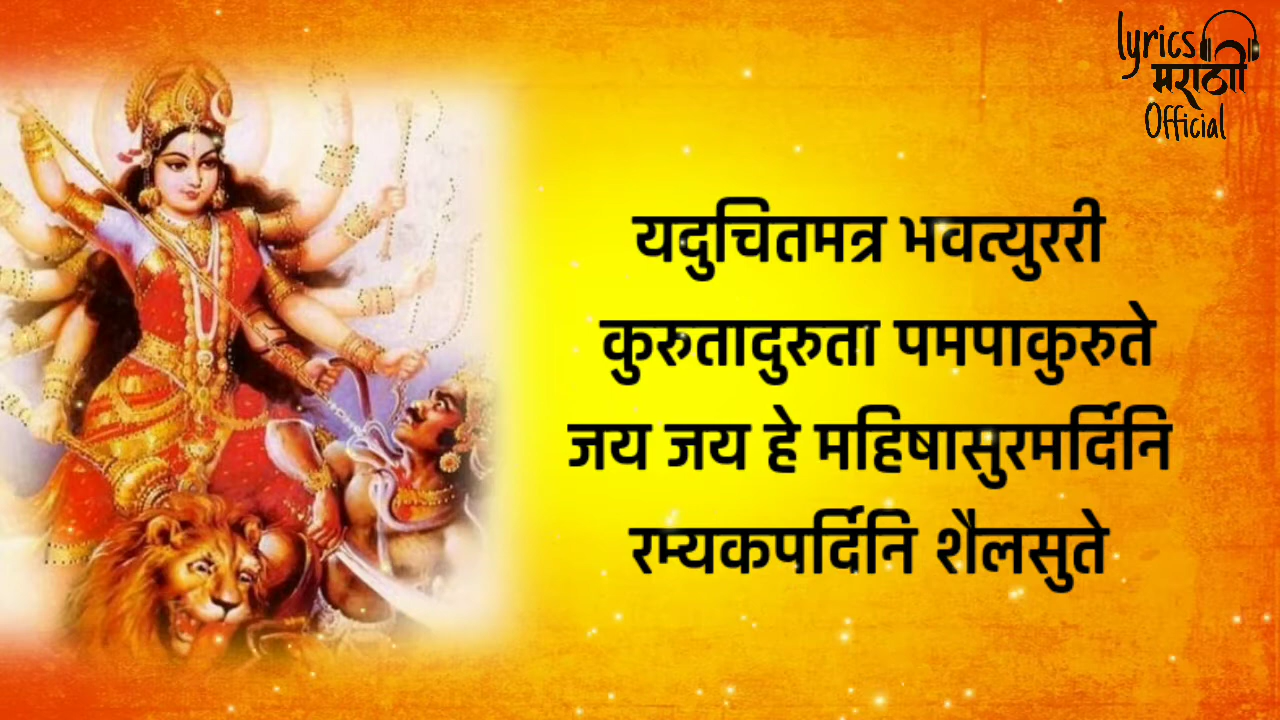 lyrics
मराठी
Official
यदुचितमत्र भवत्युररी
कुरुतादुरुता पमपाकुरुते
जय जय हे महिषासुरमर्दिनि
रम्यकपर्दिनि शैलसुते